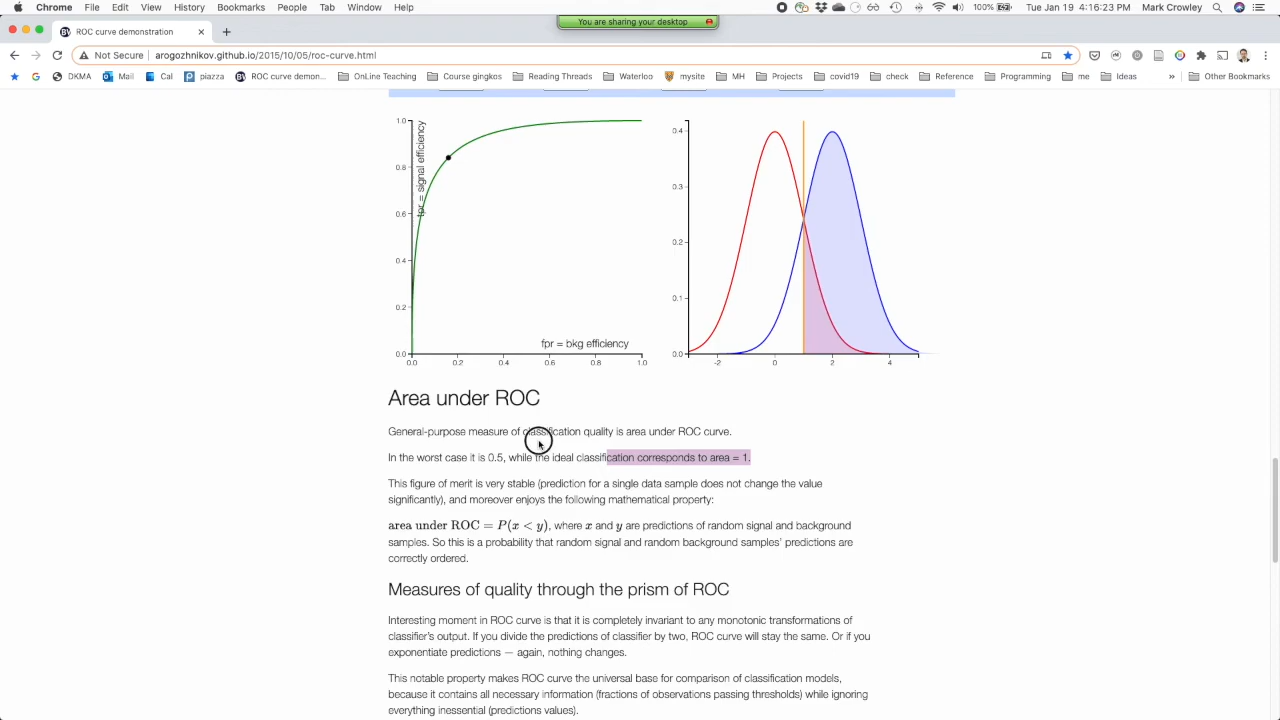 Chrome File Edit View History Bookmarks People Tab Window Help
You are sharing your desktop
100% Tue Jan 19 4:16:23 PM Mark Crowley
ROC curve demonstration
Not Secure arogozhnikov.github.io/2015/10/05/roc-curve.html
DKMA Mail Cal piazza ROC curve demon... OnLine Teaching Course gingkos Reading Threads Waterloo mysite MH Projects covid19 check Reference Programming me Ideas » Other Bookmarks
1.0
0.8
0.6
0.4
0.2
0.0
fpr = signal efficiency
fpr = bkg efficiency
0.0 0.2 0.4 0.6 0.8 1.0
0.4
0.3
0.2
0.1
0.0
-2 0 2 4
Area under ROC
General-purpose measure of classification quality is area under ROC curve.
In the worst case it is 0.5, while the ideal classification corresponds to area = 1.
This figure of merit is very stable (prediction for a single data sample does not change the value
significantly), and moreover enjoys the following mathematical property:
area under ROC = P(x < y), where x and y are predictions of random signal and background
samples. So this is a probability that random signal and random background samples' predictions are
correctly ordered.
Measures of quality through the prism of ROC
Interesting moment in ROC curve is that it is completely invariant to any monotonic transformations of
classifier's output. If you divide the predictions of classifier by two, ROC curve will stay the same. Or if you
exponentiate predictions — again, nothing changes.
This notable property makes ROC curve the universal base for comparison of classification models,
because it contains all necessary information (fractions of observations passing thresholds) while ignoring
everything inessential (predictions values).